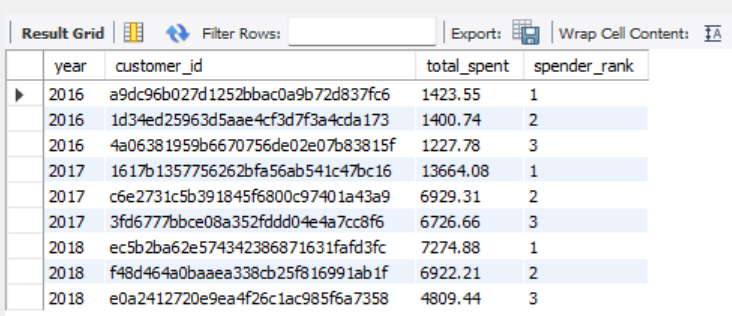 Result Grid Filter Rows: Export: Wrap Cell Content: IA
year customer_id total_spent spender_rank
2016 a9dc96b027d1252bbac0a9b72d837fc6 1423.55 1
2016 1d34ed25963d5aae4cf3d7f3a4cda173 1400.74 2
2016 4a06381959b6670756de02e07b83815f 1227.78 3
2017 1617b1357756262bfa56ab541c47bc16 13664.08 1
2017 c6e2731c5b391845f6800c97401a43a9 6929.31 2
2017 3fd6777bbce08a352fddd04e4a7cc8f6 6726.66 3
2018 ec5b2ba62e574342386871631fafd3fc 7274.88 1
2018 f48d464a0baaea338cb25f816991ab1f 6922.21 2
2018 e0a2412720e9ea4f26c1ac985f6a7358 4809.44 3